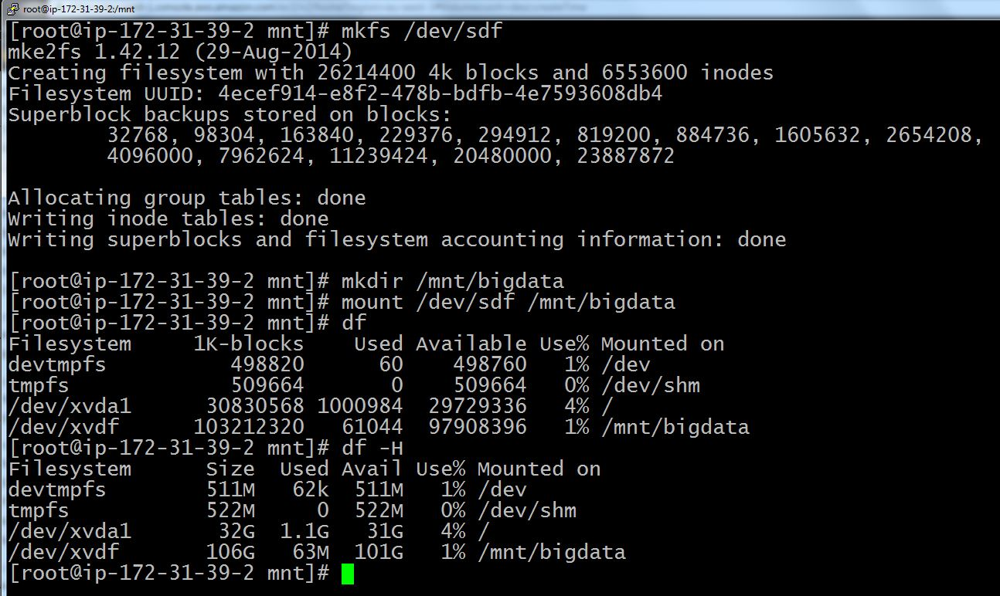 root@ip-172-31-39-2:/mnt
[root@ip-172-31-39-2 mnt]# mkfs /dev/sdf
mke2fs 1.42.12 (29-Aug-2014)
Creating filesystem with 26214400 4k blocks and 6553600 inodes
Filesystem UUID: 4ecef914-e8f2-478b-bdfb-4e7593608db4
Superblock backups stored on blocks:
        32768, 98304, 163840, 229376, 294912, 819200, 884736, 1605632, 2654208,
        4096000, 7962624, 11239424, 20480000, 23887872
Allocating group tables: done
Writing inode tables: done
Writing superblocks and filesystem accounting information: done
[root@ip-172-31-39-2 mnt]# mkdir /mnt/bigdata
[root@ip-172-31-39-2 mnt]# mount /dev/sdf /mnt/bigdata
[root@ip-172-31-39-2 mnt]# df
Filesystem     1K-blocks    Used Available Use% Mounted on
devtmpfs          498820      60    498760   1% /dev
tmpfs             509664       0    509664   0% /dev/shm
/dev/xvda1      30830568 1000984  29729336   4% /
/dev/xvdf      103212320   61044  97908396   1% /mnt/bigdata
[root@ip-172-31-39-2 mnt]# df -H
Filesystem      Size  Used Avail Use% Mounted on
devtmpfs        511M   62k  511M   1% /dev
tmpfs           522M     0  522M   0% /dev/shm
/dev/xvda1       32G  1.1G   31G   4% /
/dev/xvdf       106G   63M  101G   1% /mnt/bigdata
[root@ip-172-31-39-2 mnt]#